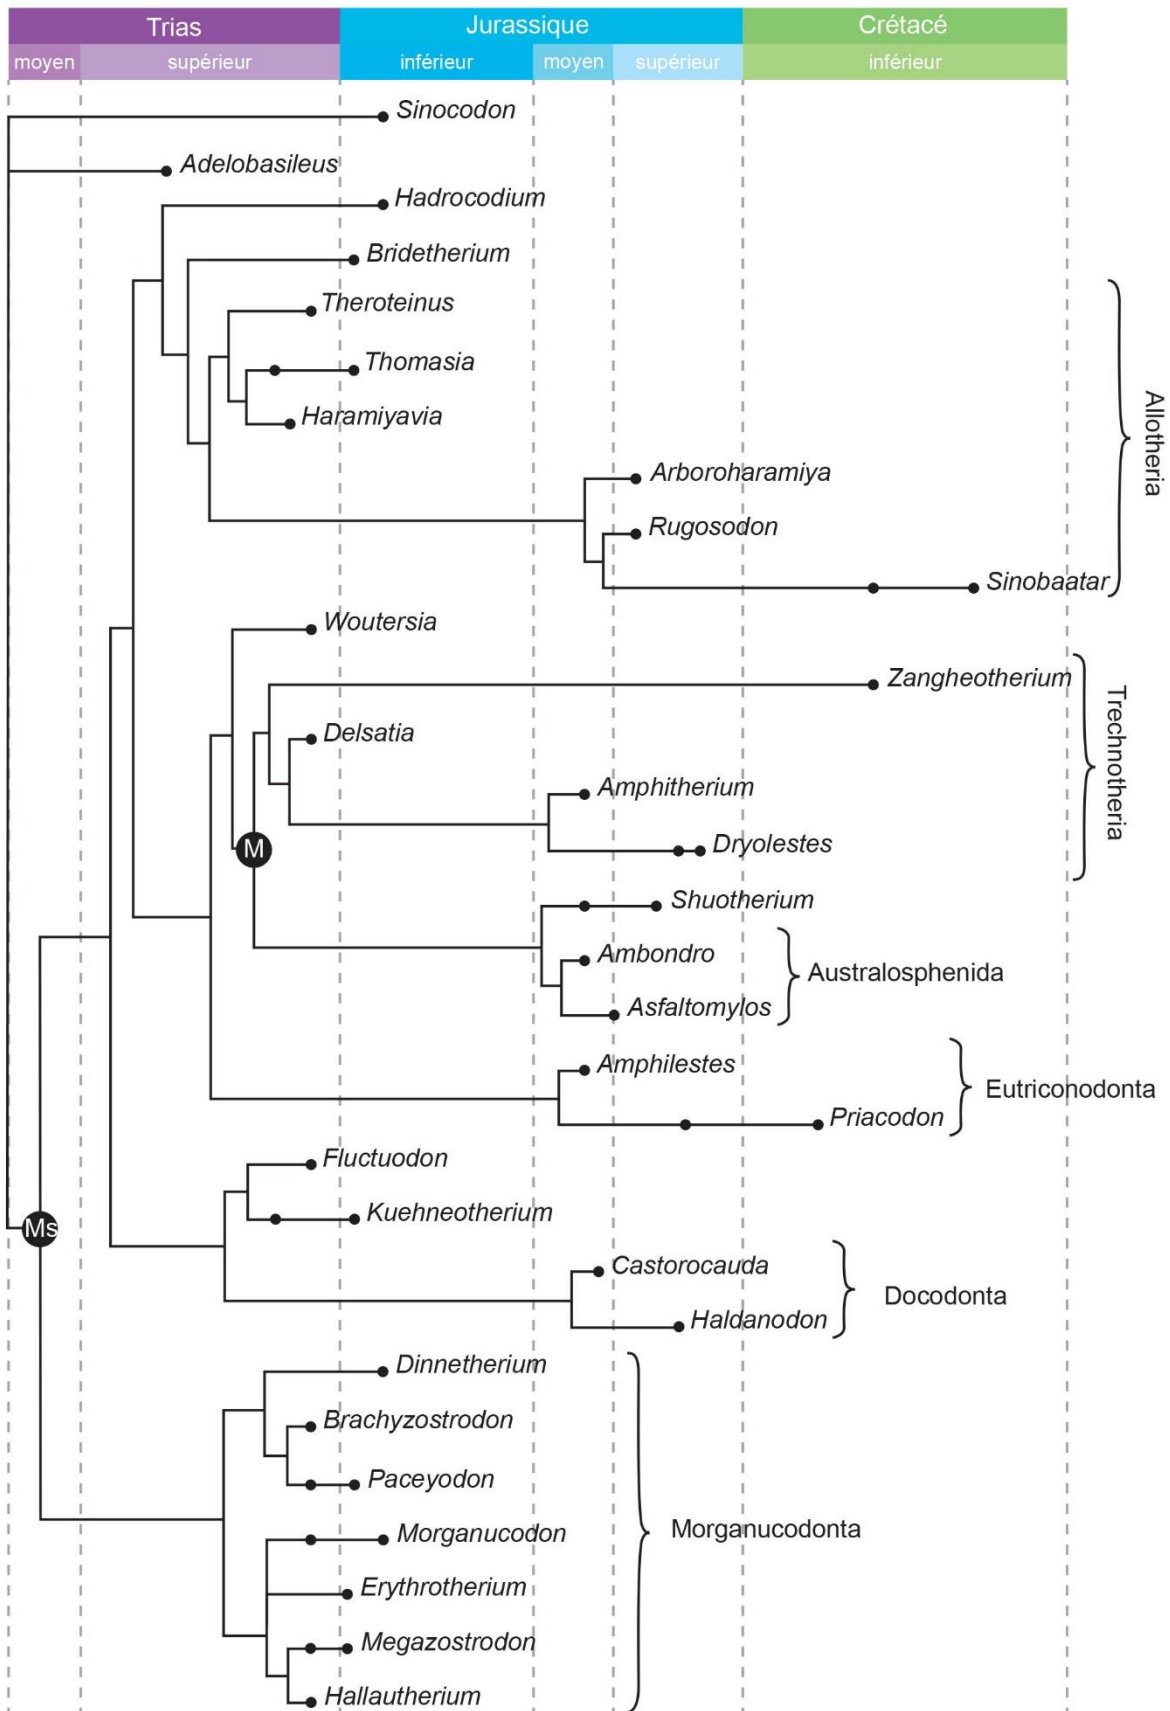 Trias Jurassique Crétacé
moyen supérieur inférieur moyen supérieur inférieur
Sinocodon
Adelobasileus
Hadrocodium
Bridetherium
Theroteinus
Thomasia
Haramiyavia
Allotheria
Arboroharamiya
Rugosodon
Sinobaatar
Woutersia
Zangheotherium
Trechnotheria
Delsatia
Amphitherium
M
Dryolestes
Shuotherium
Ambondro
Australosphenida
Asfaltomylos
Amphilestes
Eutriconodonta
Priacodon
Fluctuodon
Kuehneotherium
Ms
Castorocauda
Docodonta
Haldanodon
Dinnetherium
Brachyzostrodon
Paceyodon
Morganucodon
Morganucodonta
Erythrotherium
Megazostrodon
Hallautherium